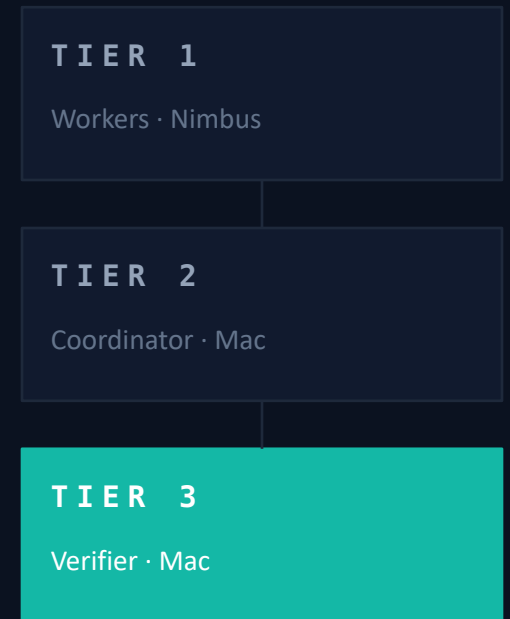 TIER 1
Workers · Nimbus
TIER 2
Coordinator · Mac
TIER 3
Verifier · Mac